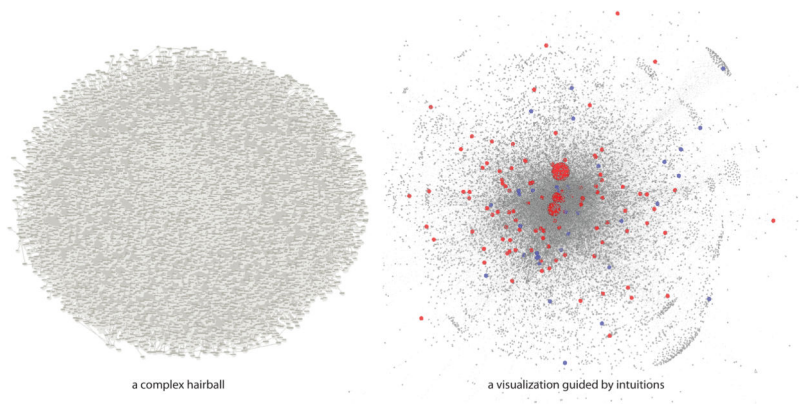 a complex hairball
a visualization guided by intuitions